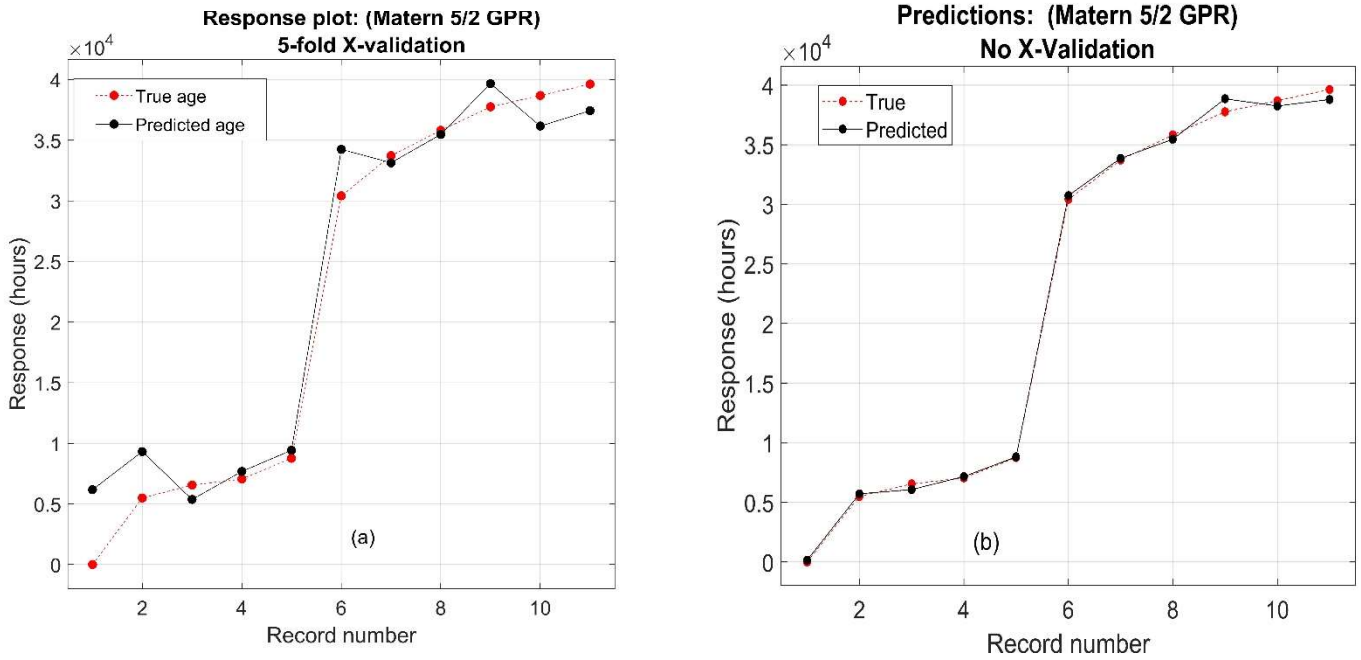 Response plot: (Matern 5/2 GPR)
5-fold X-validation
×10⁴
4
3.5
3
2.5
2
1.5
1
0.5
0
Response (hours)
True age
Predicted age
(a)
2
4
6
8
10
Record number
Predictions: (Matern 5/2 GPR)
No X-Validation
×10⁴
4
3.5
3
2.5
2
1.5
1
0.5
0
Response (hours)
True
Predicted
(b)
2
4
6
8
10
Record number